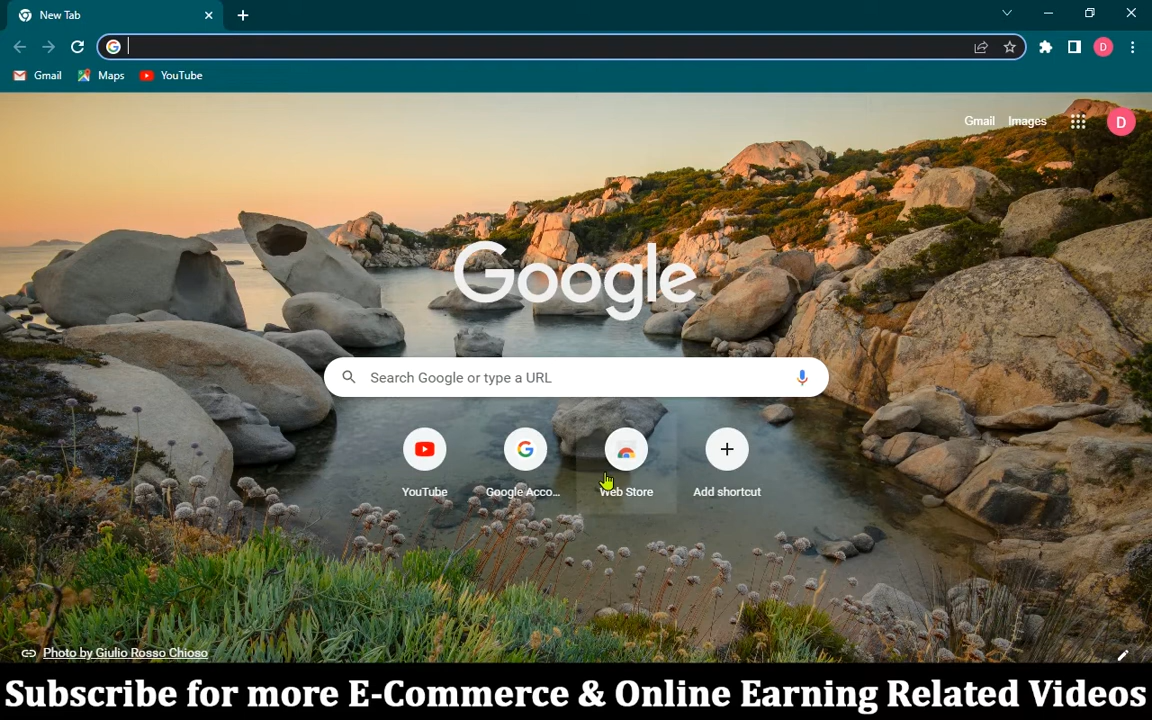 New Tab
Gmail Maps YouTube
Gmail Images D
D
Google
Search Google or type a URL
YouTube Google Acco... Web Store Add shortcut
Photo by Giulio Rosso Chioso
Subscribe for more E-Commerce & Online Earning Related Videos